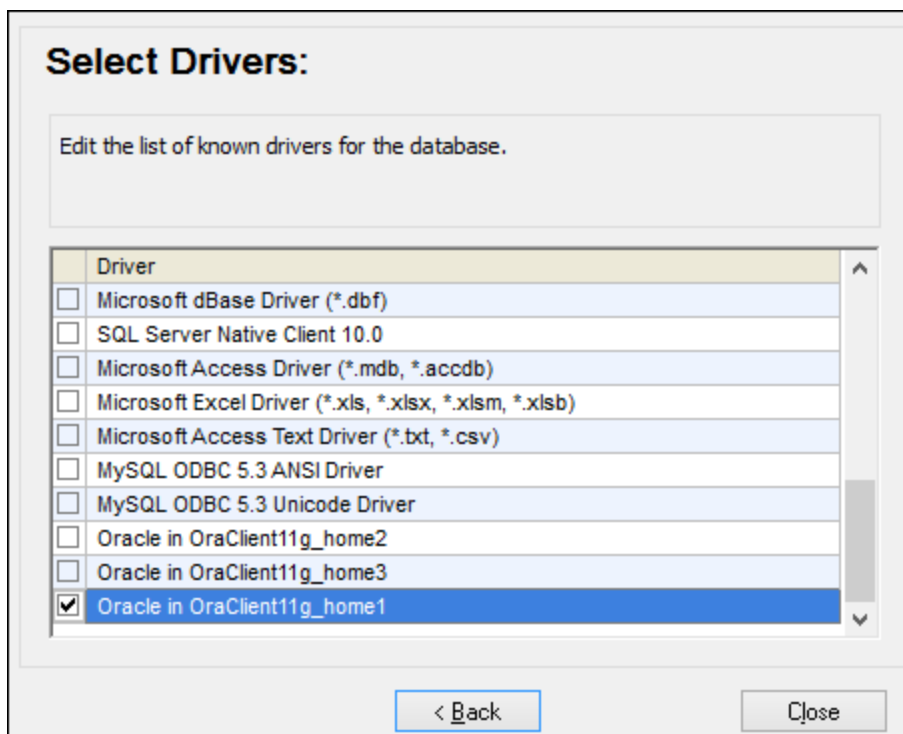 Select Drivers:
Edit the list of known drivers for the database.
Driver
Microsoft dBase Driver (*.dbf)
SQL Server Native Client 10.0
Microsoft Access Driver (*.mdb, *.accdb)
Microsoft Excel Driver (*.xls, *.xlsx, *.xlsm, *.xlsb)
Microsoft Access Text Driver (*.txt, *.csv)
MySQL ODBC 5.3 ANSI Driver
MySQL ODBC 5.3 Unicode Driver
Oracle in OraClient11g_home2
Oracle in OraClient11g_home3
Oracle in OraClient11g_home1
< Back Close